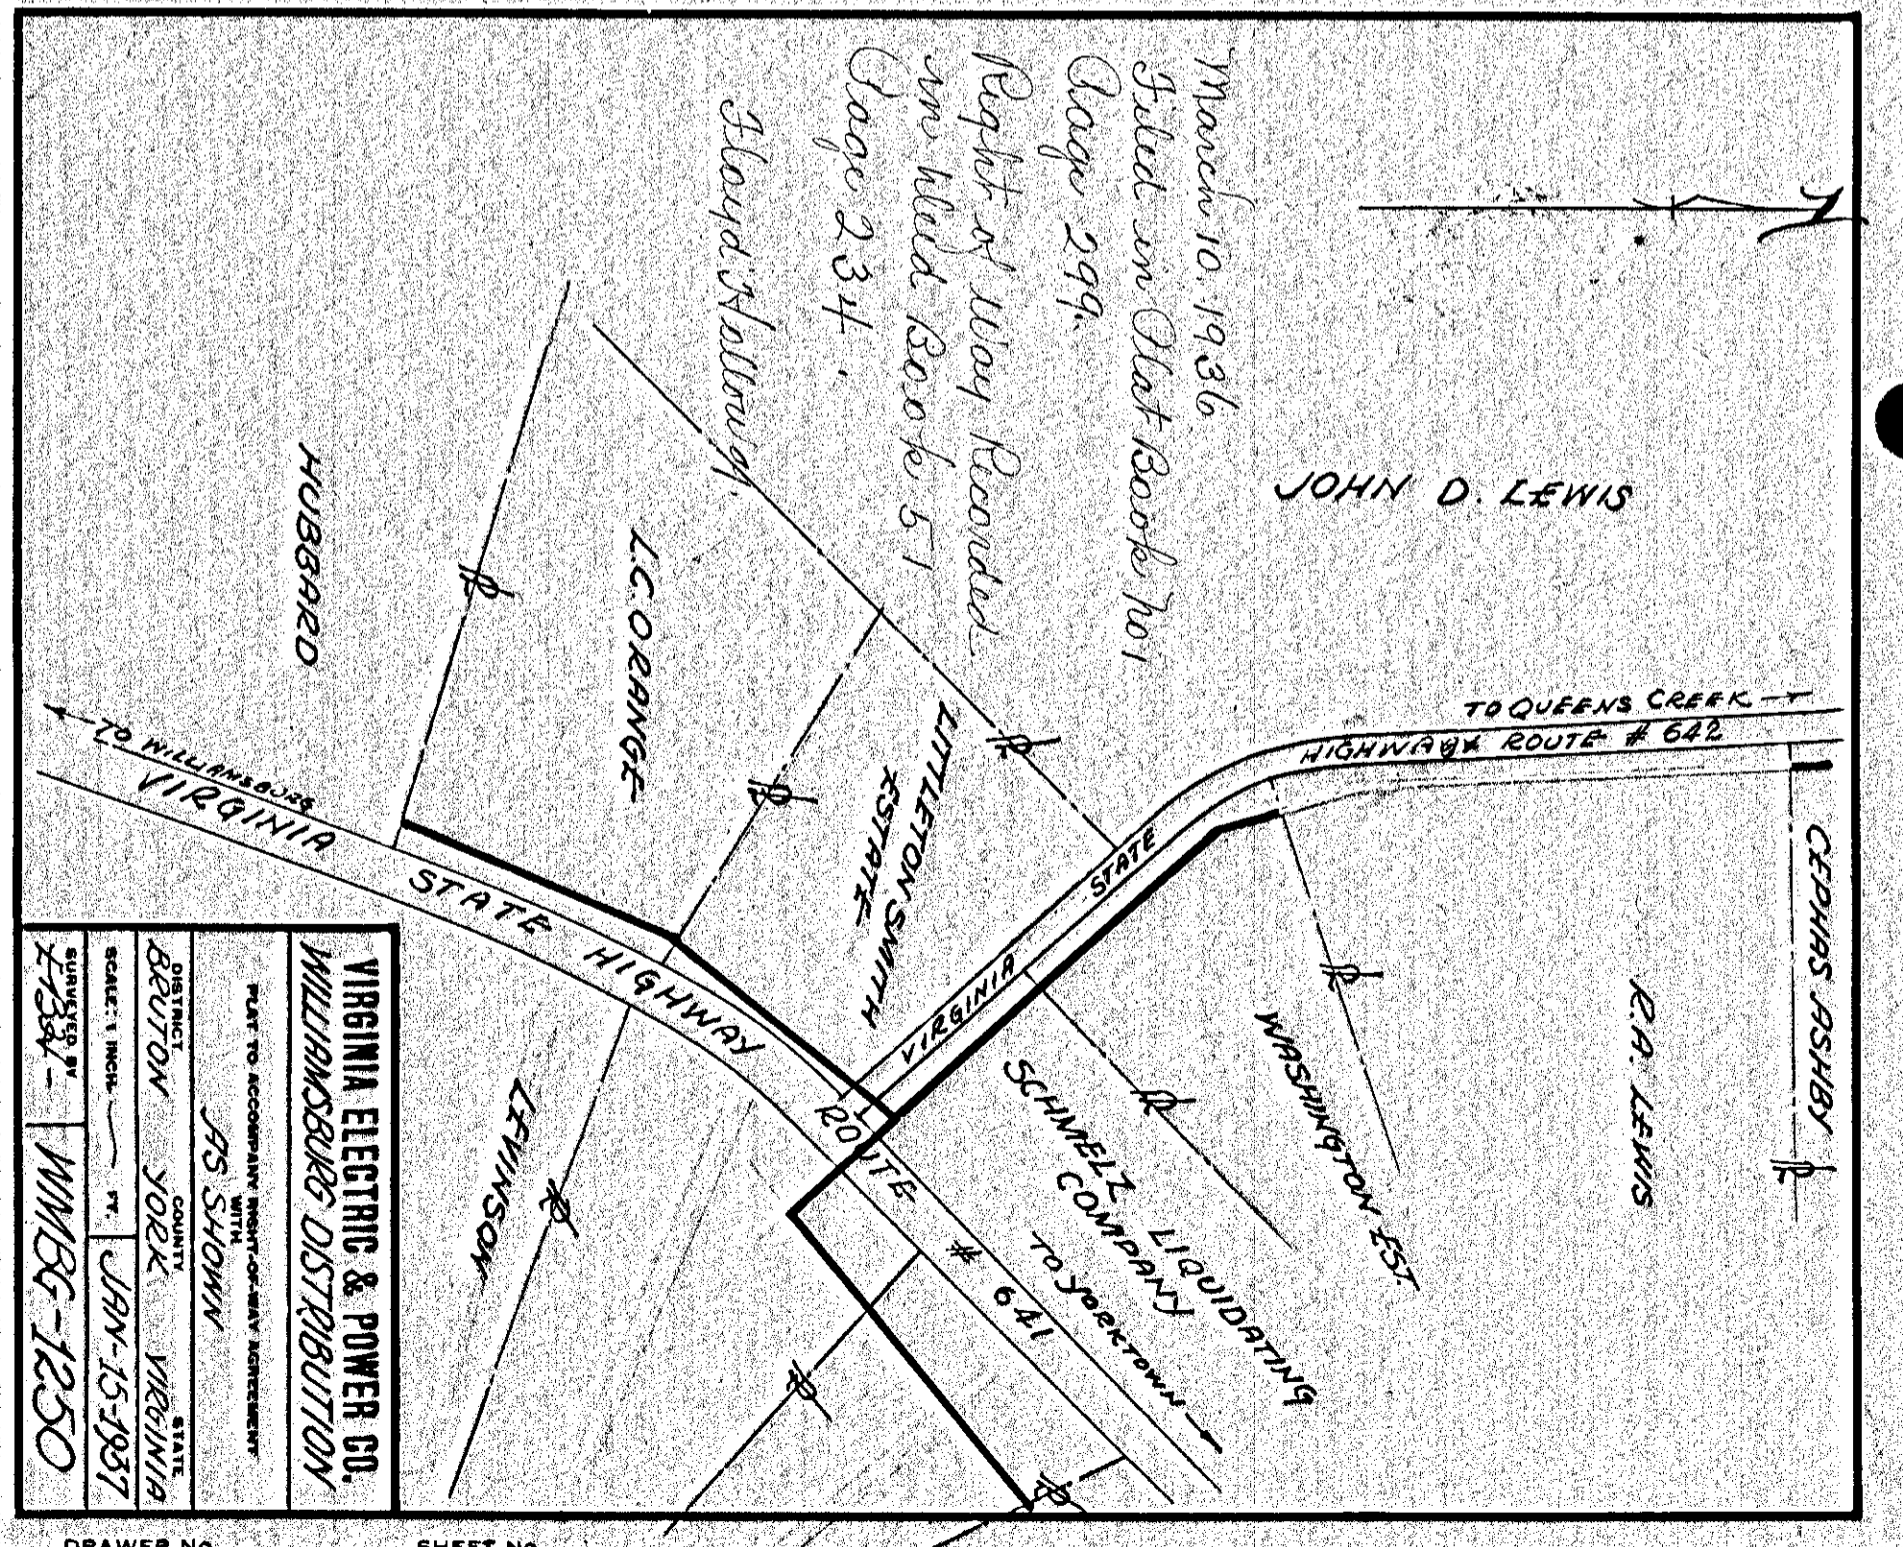 March 10. 1936.
Filed in Plat Book No 1
Page 299.
Right of Way Recorded
in Deed Book 51
Page 234.
Floyd Holloway.
N
JOHN D. LEWIS
TO QUEENS CREEK
HIGHWAY ROUTE # 642
STATE
VIRGINIA
CEPHAS ASHBY
R.A. LEWIS
WASHINGTON EST.
SCHMELZ LIQUIDATING
COMPANY
TO YORKTOWN
LITTLETON SMITH
ESTATE
L.C. ORANGE
HUBBARD
TO WILLIAMSBURG
VIRGINIA STATE HIGHWAY ROUTE # 641
LEVINSON
VIRGINIA ELECTRIC & POWER CO.
WILLIAMSBURG DISTRIBUTION
PLAT TO ACCOMPANY RIGHT-OF-WAY AGREEMENT
WITH
AS SHOWN
DISTRICT COUNTY STATE
BRUTON YORK VIRGINIA
SCALE: 1 INCH FT. JAN-15-1937
SURVEYED BY
WMBG-1250
DRAWER NO.
SHEET NO.